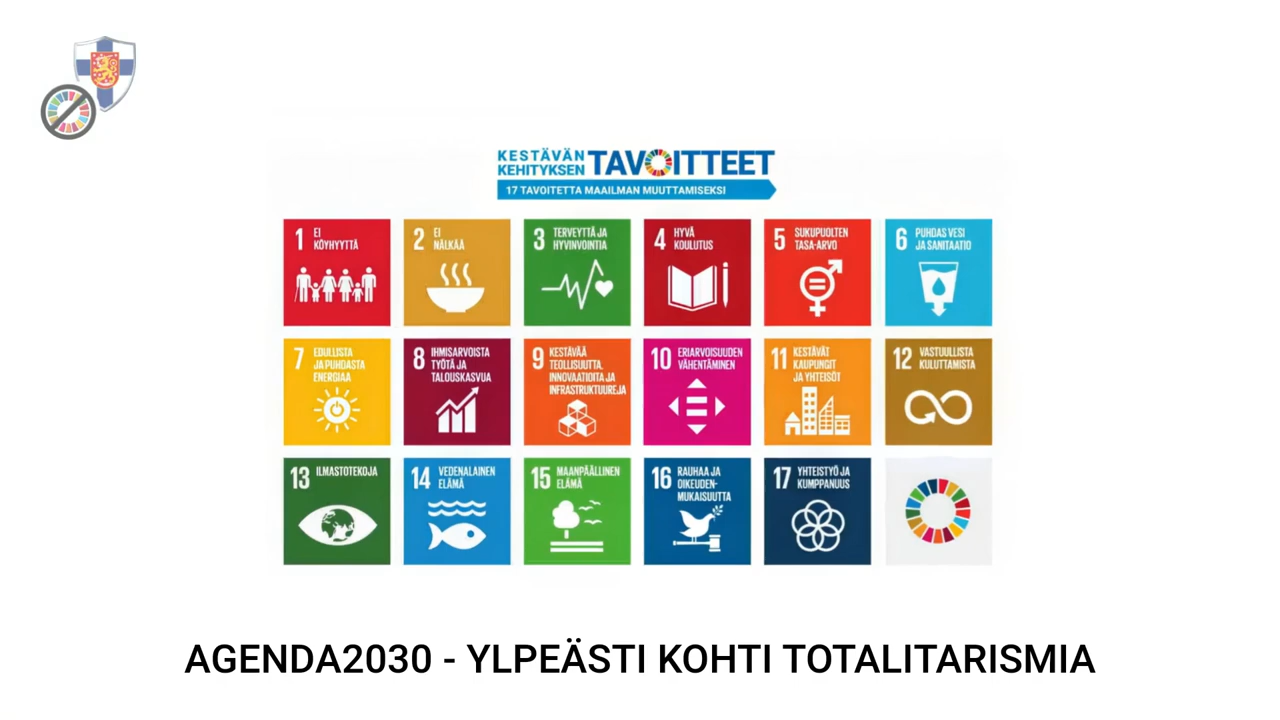 KESTÄVÄN
KEHITYKSEN TAVOITTEET
17 TAVOITETTA MAAILMAN MUUTTAMISEKSI
1 EI
KÖYHYYTTÄ
2 EI
NÄLKÄÄ
3 TERVEYTTÄ JA
HYVINVOINTIA
4 HYVÄ
KOULUTUS
5 SUKUPUOLTEN
TASA-ARVO
6 PUHDAS VESI
JA SANITAATIO
7 EDULLISTA
JA PUHDASTA
ENERGIAA
8 IHMISARVOISTA
TYÖTÄ JA
TALOUSKASVUA
9 KESTÄVÄÄ
TEOLLISUUTTA,
INNOVAATIOITA JA
INFRASTRUKTUUREJA
10 ERIARVOISUUDEN
VÄHENTÄMINEN
11 KESTÄVÄT
KAUPUNGIT
JA YHTEISÖT
12 VASTUULLISTA
KULUTTAMISTA
13 ILMASTOTEKOJA
14 VEDENALAINEN
ELÄMÄ
15 MAANPÄÄLLINEN
ELÄMÄ
16 RAUHAA JA
OIKEUDEN-
MUKAISUUTTA
17 YHTEISTYÖ JA
KUMPPANUUS
AGENDA2030 - YLPEÄSTI KOHTI TOTALITARISMIA